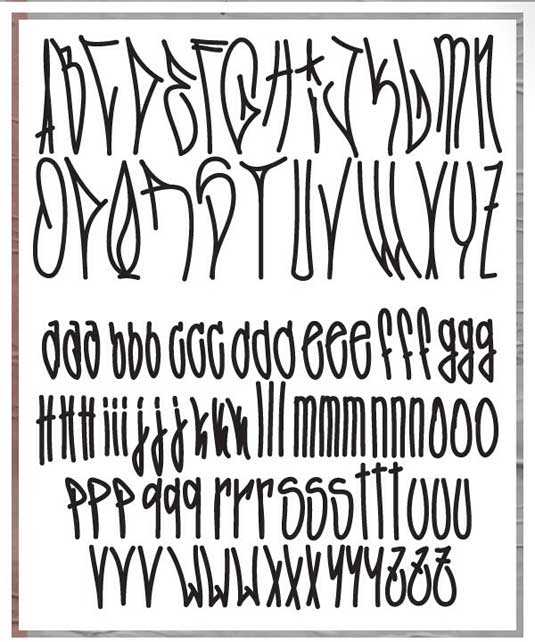 ABCDEFGHiJKLMN
OPQRSTUVWXYZ
aaa bbb ccc ddd eee fff ggg
HHH iii jjj kkk lll mmm nnn ooo
ppp qqq rrr sss ttt uuu
vvv www xxx yyy zzz